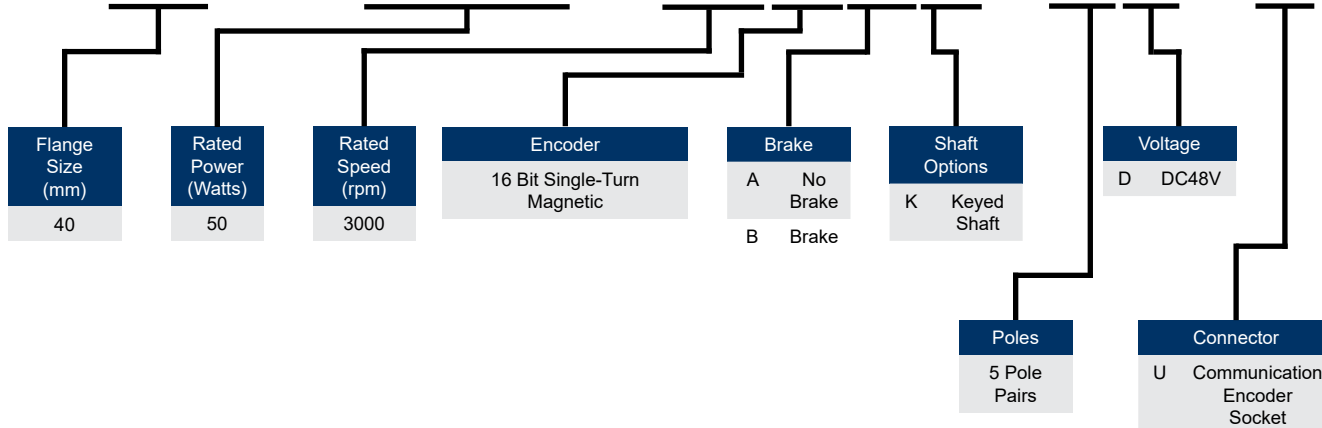 Flange
Size
(mm)
40
Rated
Power
(Watts)
50
Rated
Speed
(rpm)
3000
Encoder
16 Bit Single-Turn
Magnetic
Brake
A No
Brake
B Brake
Shaft
Options
K Keyed
Shaft
Voltage
D DC48V
Poles
5 Pole
Pairs
Connector
U Communication
Encoder
Socket